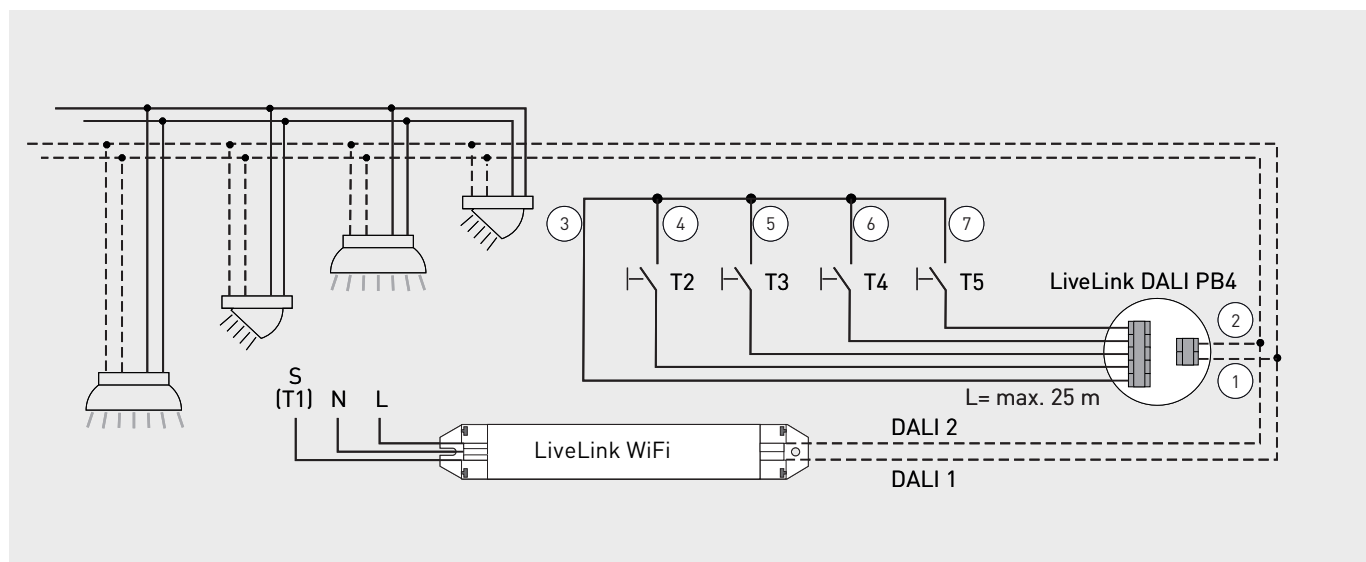 3
4
5
6
7
T2
T3
T4
T5
LiveLink DALI PB4
2
1
L= max. 25 m
S
(T1)
N
L
LiveLink WiFi
DALI 2
DALI 1